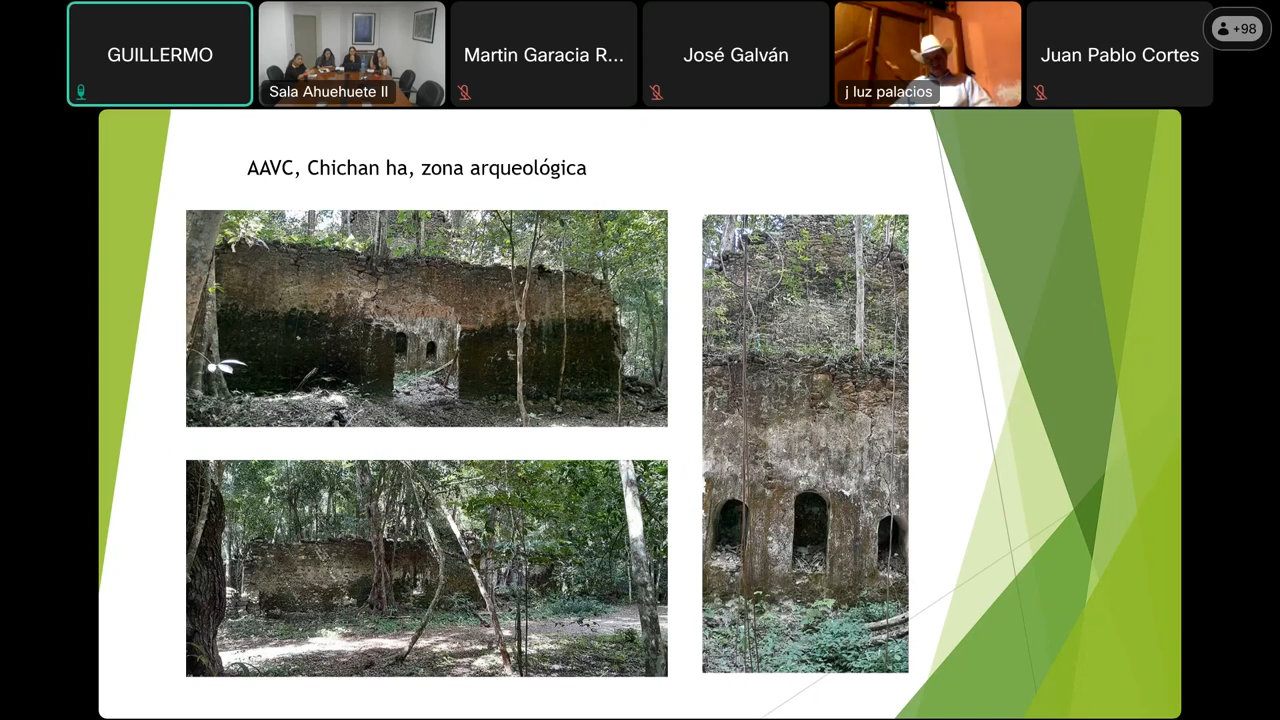 GUILLERMO
Sala Ahuehuete II
Martin Garacia R...
José Galván
j luz palacios
Juan Pablo Cortes
+98
AAVC, Chichan ha, zona arqueológica